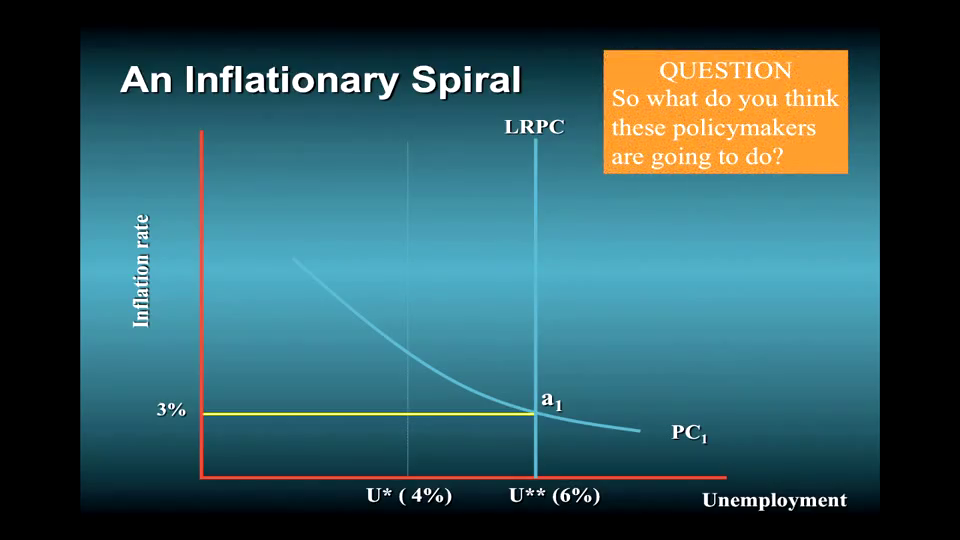 An Inflationary Spiral
QUESTION
So what do you think
these policymakers
are going to do?
LRPC
Inflation rate
3%
a₁
PC₁
U* ( 4%)
U** (6%)
Unemployment